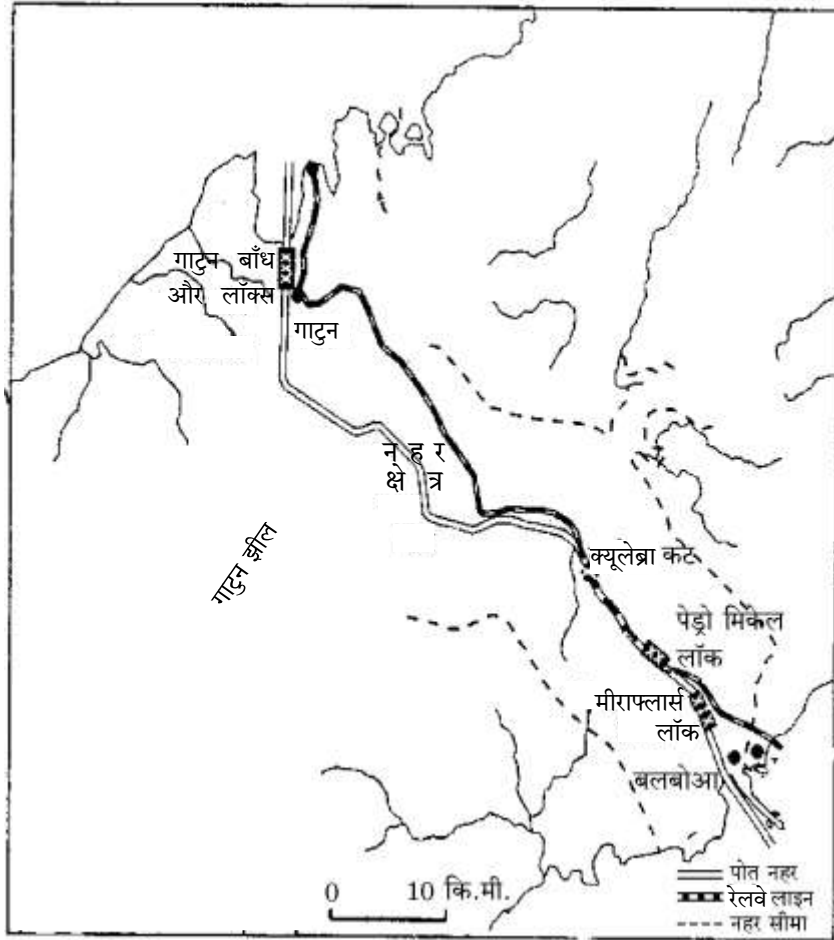 गाटुन बाँध
और लॉक्स
गाटुन
न ह र
क्षे त्र
गाटुन झील
क्यूलेब्रा कट
पेड्रो मिकेल
लॉक
मीराफ्लार्स
लॉक
बलबोआ
0 10 कि.मी.
पोत नहर
रेलवे लाइन
नहर सीमा